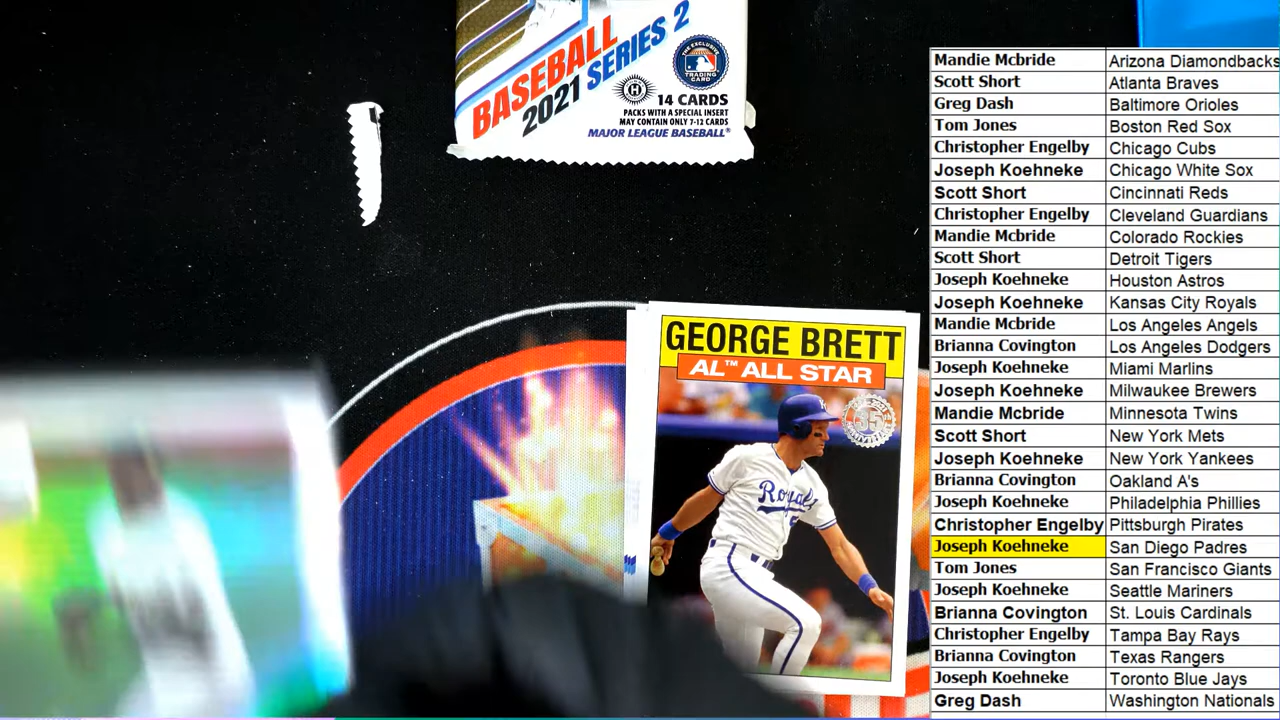 BASEBALL
2021 SERIES 2
THE EXCLUSIVE
TRADING CARD
H
14 CARDS
PACKS WITH A SPECIAL INSERT
MAY CONTAIN ONLY 7-12 CARDS
MAJOR LEAGUE BASEBALL®
GEORGE BRETT
AL™ ALL STAR
35
Royals
Mandie Mcbride Arizona Diamondbacks
Scott Short Atlanta Braves
Greg Dash Baltimore Orioles
Tom Jones Boston Red Sox
Christopher Engelby Chicago Cubs
Joseph Koehneke Chicago White Sox
Scott Short Cincinnati Reds
Christopher Engelby Cleveland Guardians
Mandie Mcbride Colorado Rockies
Scott Short Detroit Tigers
Joseph Koehneke Houston Astros
Joseph Koehneke Kansas City Royals
Mandie Mcbride Los Angeles Angels
Brianna Covington Los Angeles Dodgers
Joseph Koehneke Miami Marlins
Joseph Koehneke Milwaukee Brewers
Mandie Mcbride Minnesota Twins
Scott Short New York Mets
Joseph Koehneke New York Yankees
Brianna Covington Oakland A's
Joseph Koehneke Philadelphia Phillies
Christopher Engelby Pittsburgh Pirates
Joseph Koehneke San Diego Padres
Tom Jones San Francisco Giants
Joseph Koehneke Seattle Mariners
Brianna Covington St. Louis Cardinals
Christopher Engelby Tampa Bay Rays
Brianna Covington Texas Rangers
Joseph Koehneke Toronto Blue Jays
Greg Dash Washington Nationals